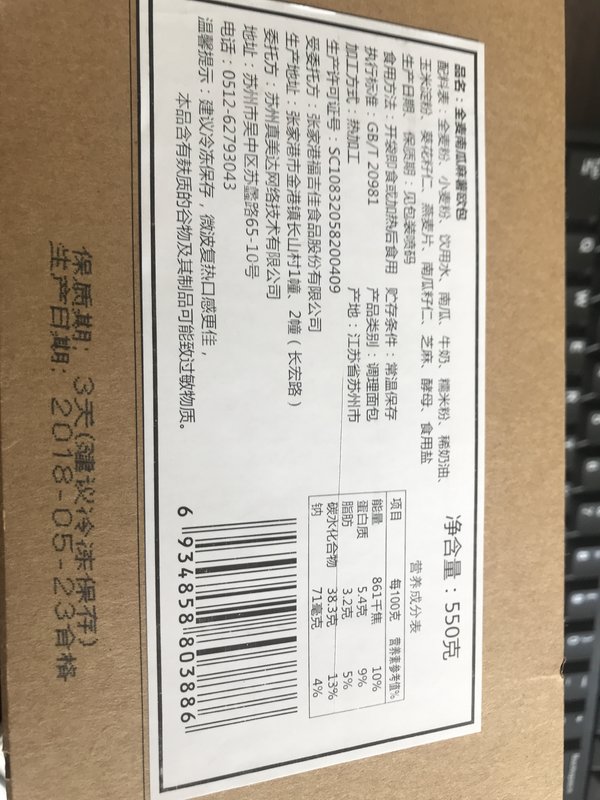 品名：全麦南瓜麻薯欧包
净含量：550克
配料表：全麦粉、小麦粉、饮用水、南瓜、牛奶、糯米粉、稀奶油、
玉米淀粉、葵花籽仁、燕麦片、南瓜籽仁、芝麻、酵母、食用盐
生产日期、保质期：见包装喷码
食用方法：开袋即食或加热后食用 贮存条件：常温保存
执行标准：GB/T 20981 产品类别：调理面包
加工方式：热加工 产地：江苏省苏州市
生产许可证号：SC10832058200409
受委托方：张家港福吉佳食品股份有限公司
生产地址：张家港市金港镇长山村1幢、2幢（长宏路）
委托方：苏州真美达网络技术有限公司
地址：苏州市吴中区苏蠡路65-10号
电话：0512-62793043
温馨提示：建议冷冻保存，微波复热口感更佳，
本品含有麸质的谷物及其制品可能致过敏物质。
营养成分表
项目 每100克 营养素参考值%
能量 861千焦 10%
蛋白质 5.4克 9%
脂肪 3.2克 5%
碳水化合物 38.3克 13%
钠 71毫克 4%
6 934858 803886
保质期：3天(建议冷冻保存)
生产日期：2018-05-23合格